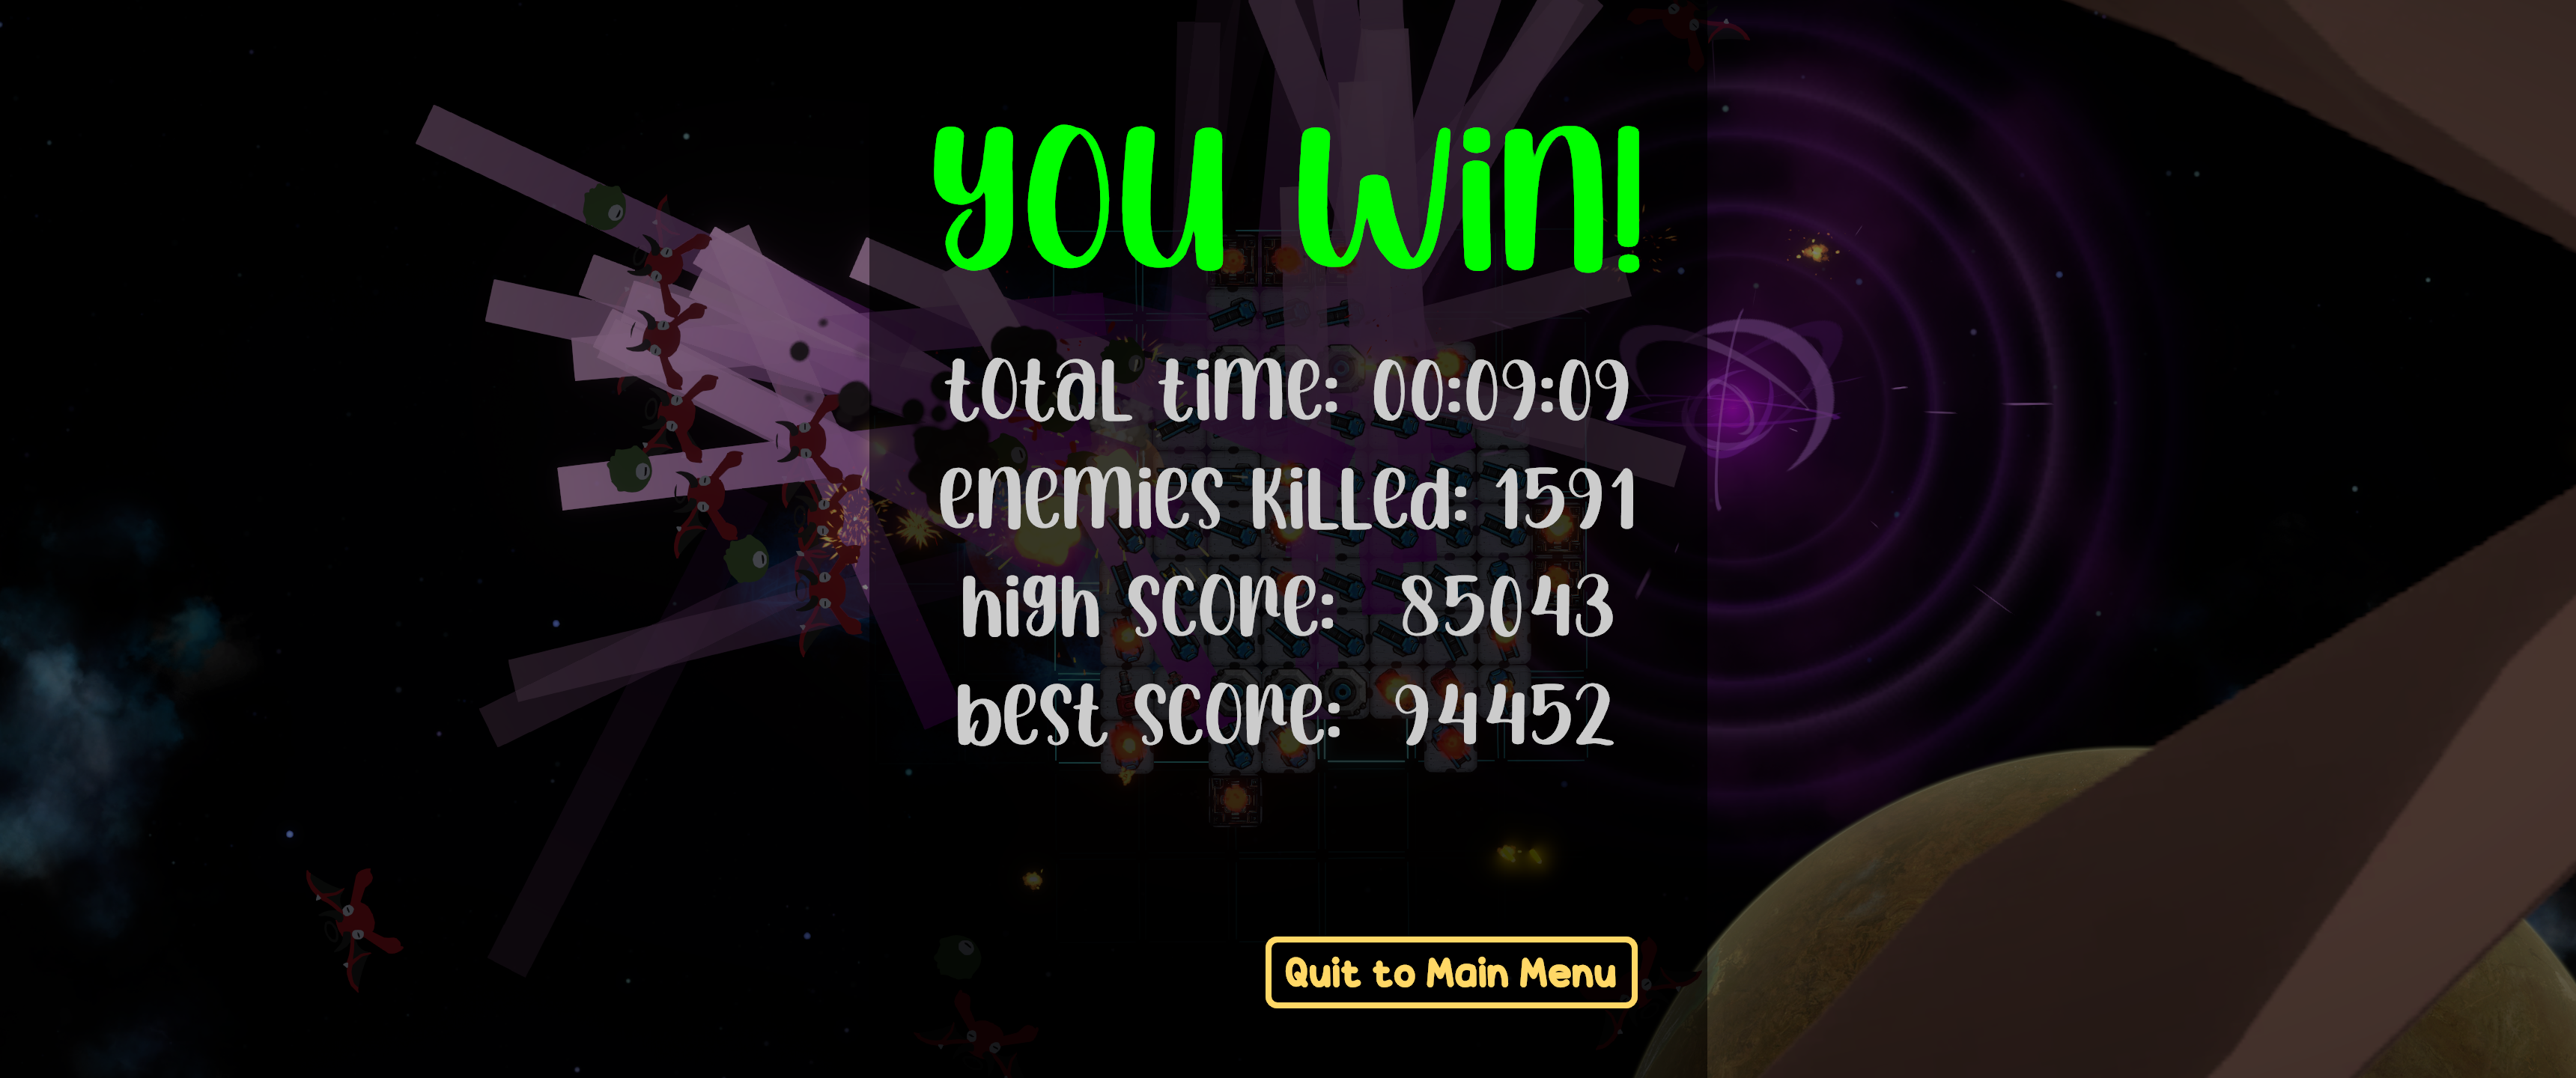 YOU WIN!
total time: 00:09:09
enemies killed: 1591
high score: 85043
best score: 94452
Quit to Main Menu